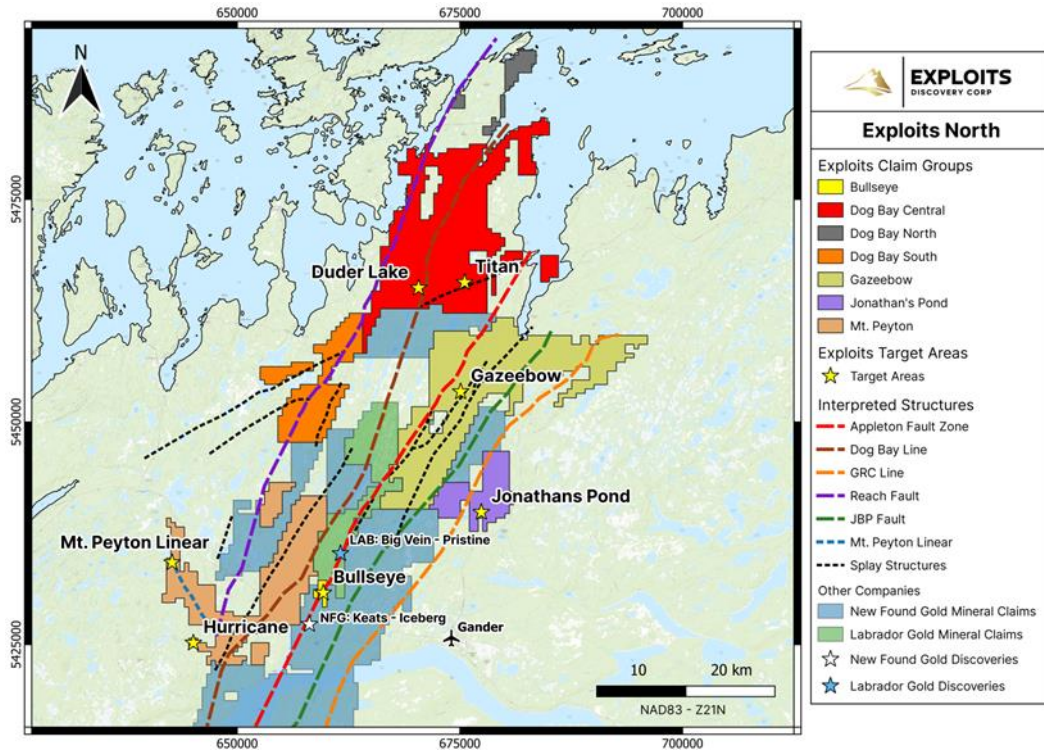 650000
675000
700000
N
5475000
5450000
5425000
Duder Lake
Titan
Gazeebow
Jonathans Pond
Mt. Peyton Linear
LAB: Big Vein - Pristine
Bullseye
NFG: Keats - Iceberg
Hurricane
Gander
10
20 km
NAD83 - Z21N
650000
675000
700000
EXPLOITS
DISCOVERY CORP
Exploits North
Exploits Claim Groups
Bullseye
Dog Bay Central
Dog Bay North
Dog Bay South
Gazeebow
Jonathan's Pond
Mt. Peyton
Exploits Target Areas
Target Areas
Interpreted Structures
Appleton Fault Zone
Dog Bay Line
GRC Line
Reach Fault
JBP Fault
Mt. Peyton Linear
Splay Structures
Other Companies
New Found Gold Mineral Claims
Labrador Gold Mineral Claims
New Found Gold Discoveries
Labrador Gold Discoveries